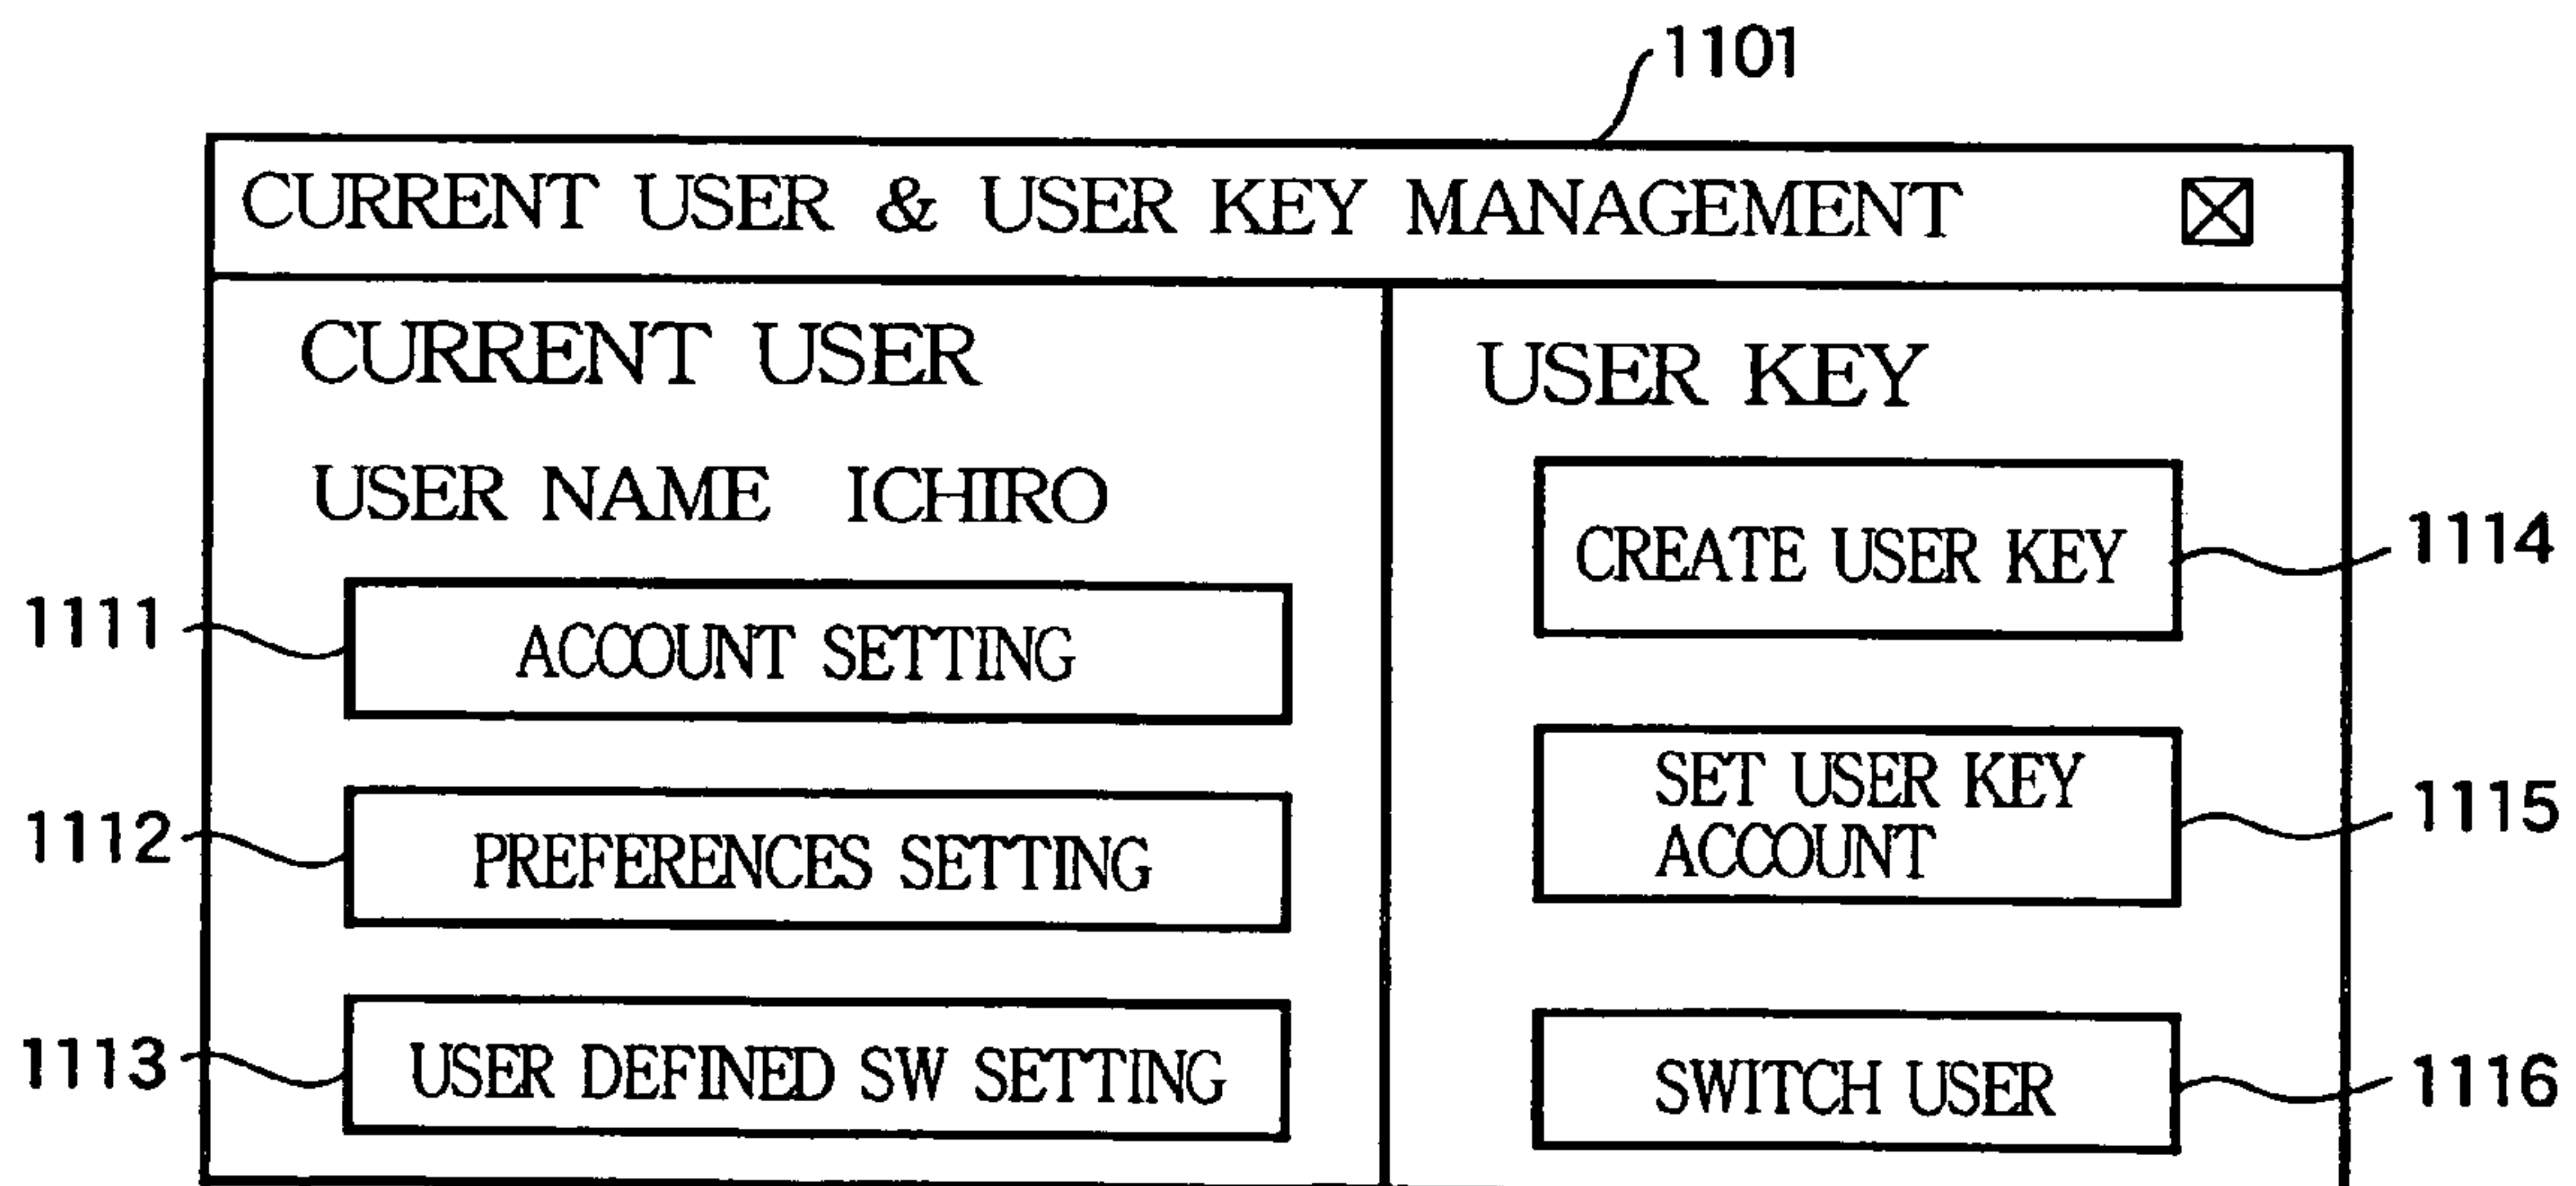 1101
CURRENT USER & USER KEY MANAGEMENT
CURRENT USER
USER NAME ICHIRO
1111
ACCOUNT SETTING
1112
PREFERENCES SETTING
1113
USER DEFINED SW SETTING
USER KEY
CREATE USER KEY
1114
SET USER KEY
ACCOUNT
1115
SWITCH USER
1116